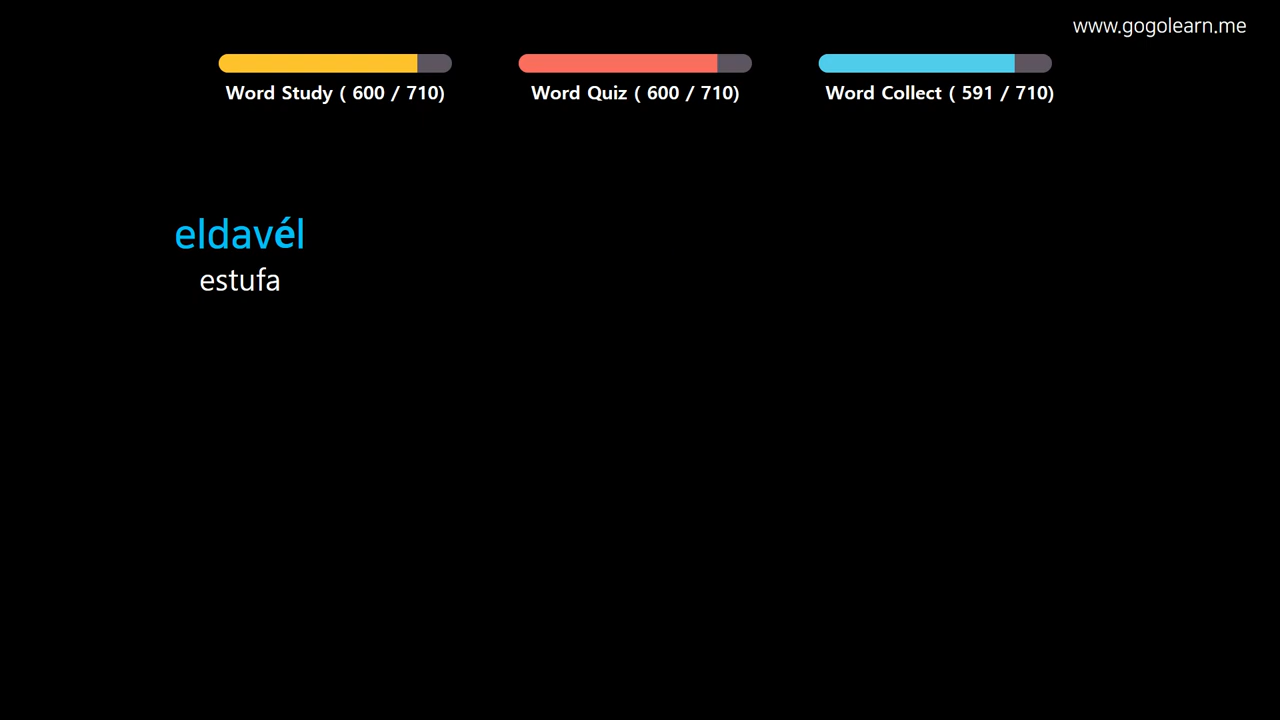 www.gogolearn.me
Word Study ( 600 / 710)
Word Quiz ( 600 / 710)
Word Collect ( 591 / 710)
eldavél
estufa